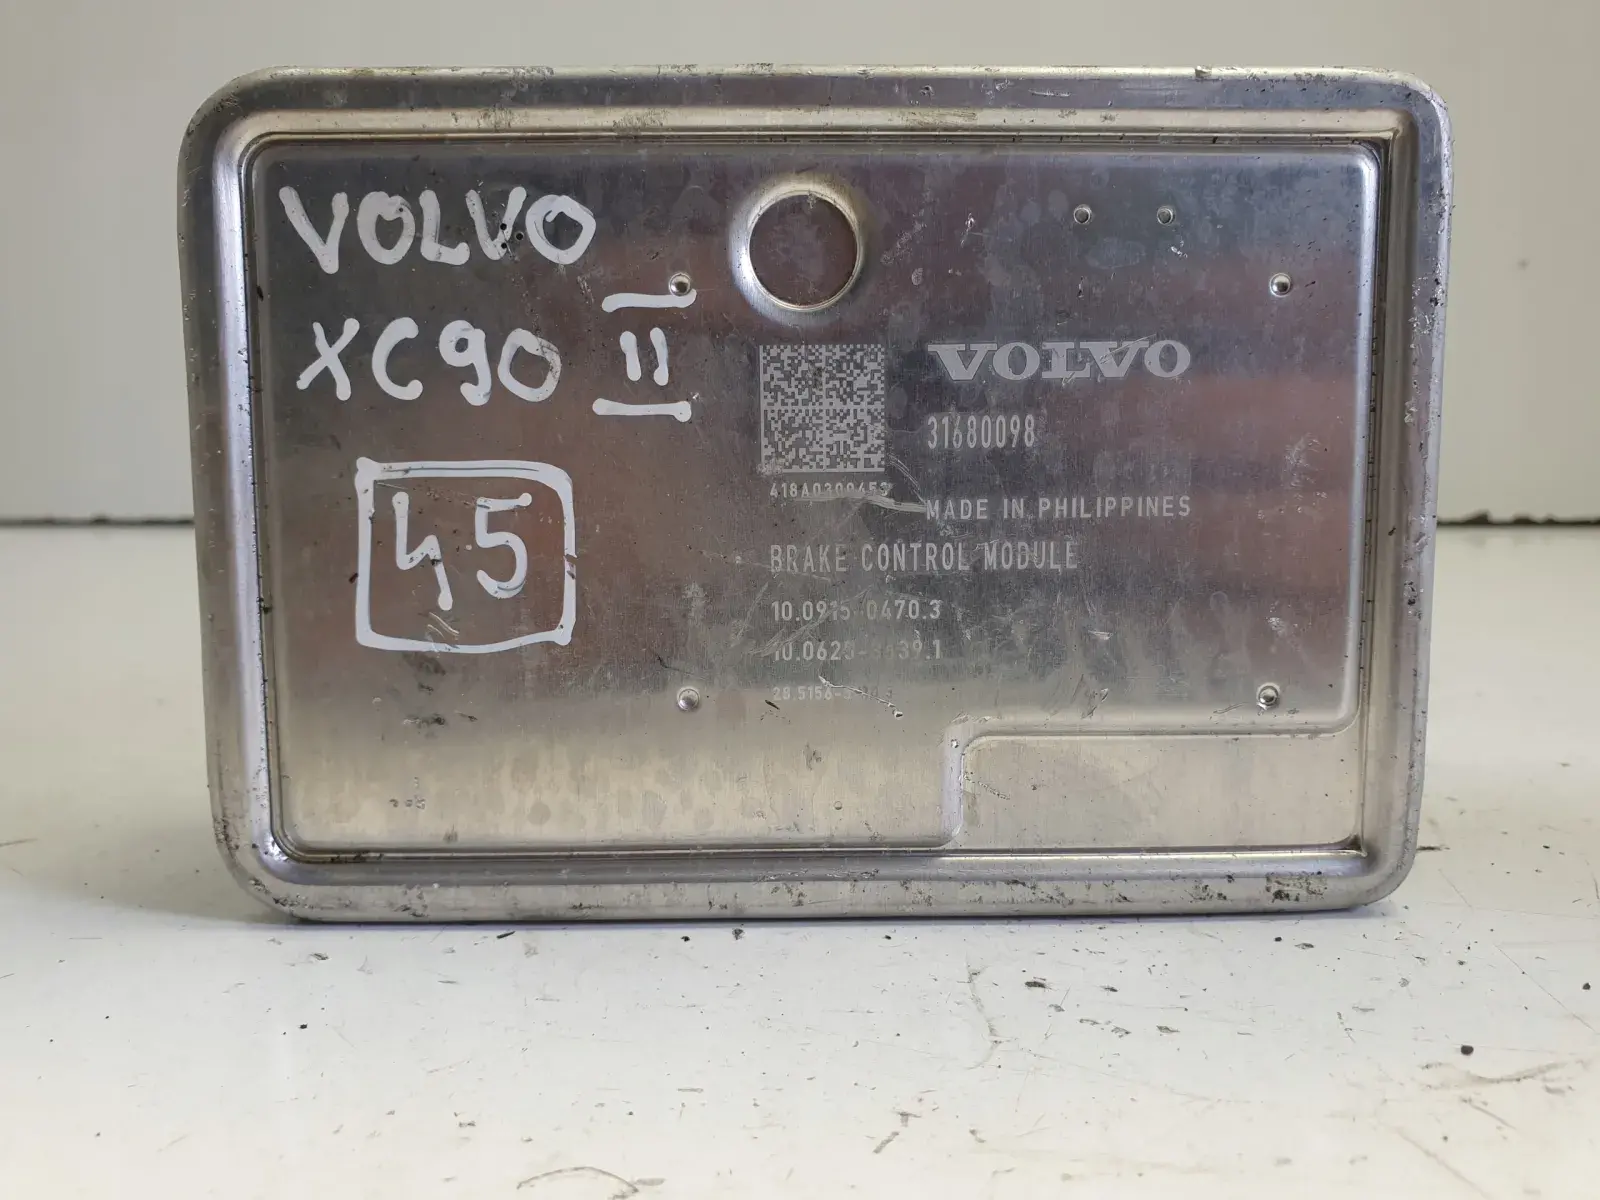 VOLVO
XC90 II
45
VOLVO
31680098
MADE IN PHILIPPINES
BRAKE CONTROL MODULE
10.0915-0470.3